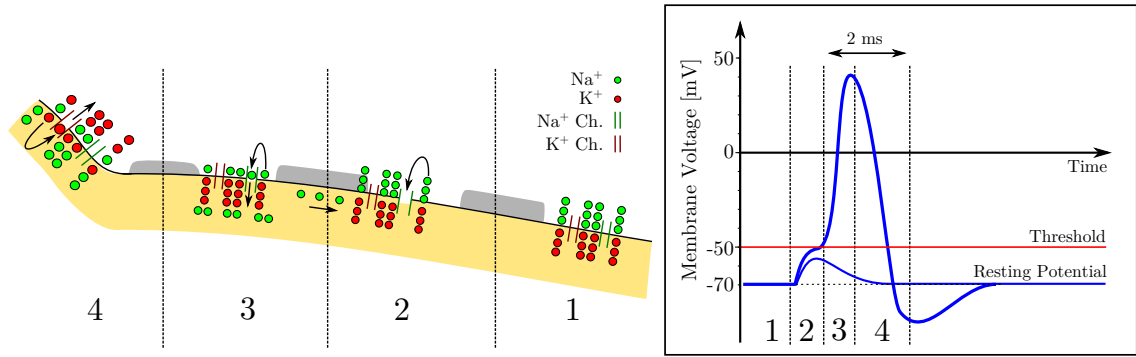 Na⁺
K⁺
Na⁺ Ch.
K⁺ Ch.
4
3
2
1
Membrane Voltage [mV]
2 ms
50
0
Time
-50
Threshold
Resting Potential
-70
1
2
3
4